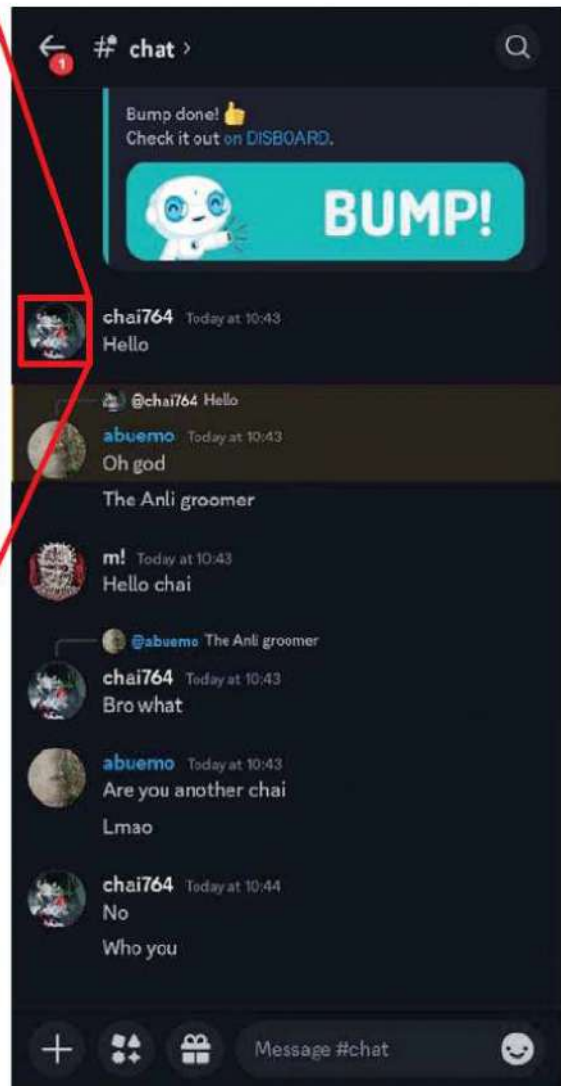 1
# chat >
Bump done! 👍
Check it out on DISBOARD.
BUMP!
chai764 Today at 10:43
Hello
@chai764 Hello
abuemo Today at 10:43
Oh god
The Anli groomer
m! Today at 10:43
Hello chai
@abuemo The Anli groomer
chai764 Today at 10:43
Bro what
abuemo Today at 10:43
Are you another chai
Lmao
chai764 Today at 10:44
No
Who you
Message #chat